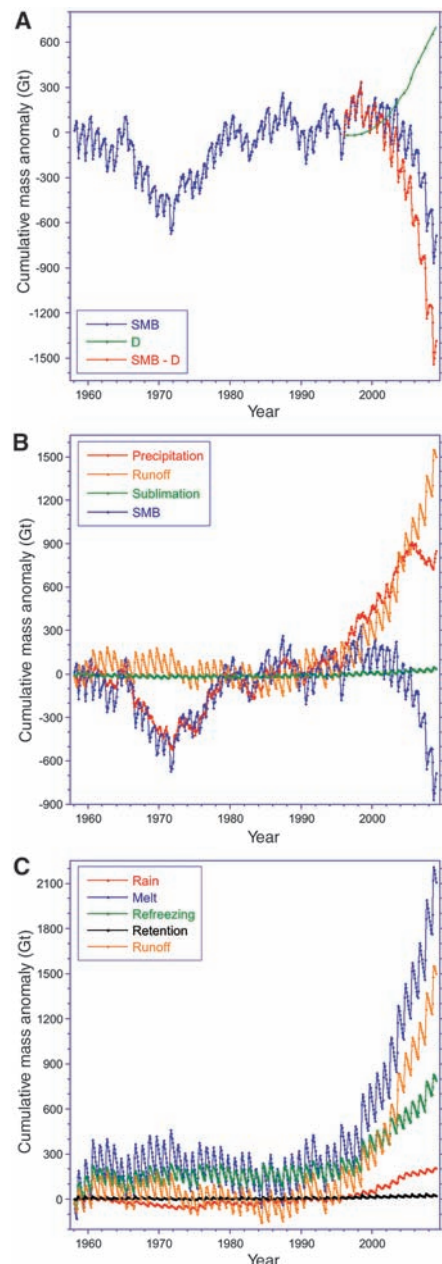 A
Cumulative mass anomaly (Gt)
600
300
0
-300
-600
-900
-1200
-1500
SMB
D
SMB - D
1960
1970
1980
1990
2000
Year
B
Cumulative mass anomaly (Gt)
1500
1200
900
600
300
0
-300
-600
-900
Precipitation
Runoff
Sublimation
SMB
1960
1970
1980
1990
2000
Year
C
Cumulative mass anomaly (Gt)
2100
1800
1500
1200
900
600
300
0
Rain
Melt
Refreezing
Retention
Runoff
1960
1970
1980
1990
2000
Year